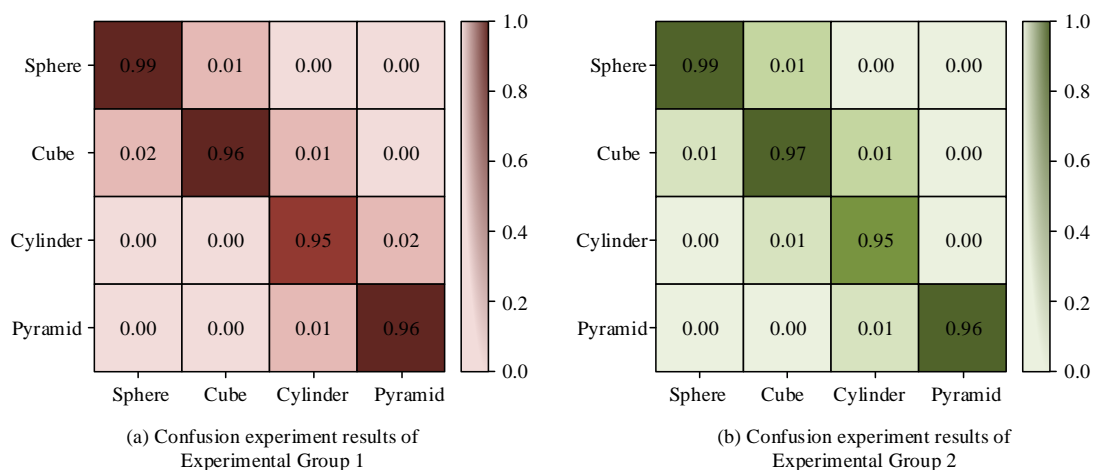 Sphere 0.99 0.01 0.00 0.00
Cube 0.02 0.96 0.01 0.00
Cylinder 0.00 0.00 0.95 0.02
Pyramid 0.00 0.00 0.01 0.96
Sphere Cube Cylinder Pyramid
1.0
0.8
0.6
0.4
0.2
0.0
(a) Confusion experiment results of
Experimental Group 1
Sphere 0.99 0.01 0.00 0.00
Cube 0.01 0.97 0.01 0.00
Cylinder 0.00 0.01 0.95 0.00
Pyramid 0.00 0.00 0.01 0.96
Sphere Cube Cylinder Pyramid
1.0
0.8
0.6
0.4
0.2
0.0
(b) Confusion experiment results of
Experimental Group 2